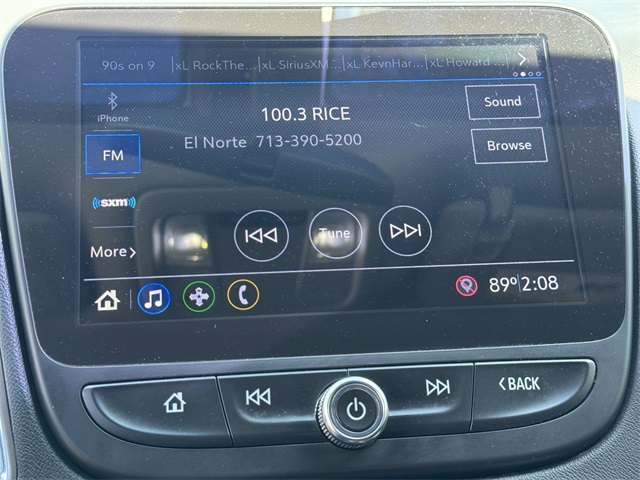 90s on 9 xL RockThe... xL SiriusXM... xL KevnHar... xL Howard ...
iPhone
100.3 RICE
Sound
El Norte 713-390-5200
FM
Browse
sxm
Tune
More
89° 2:08
BACK